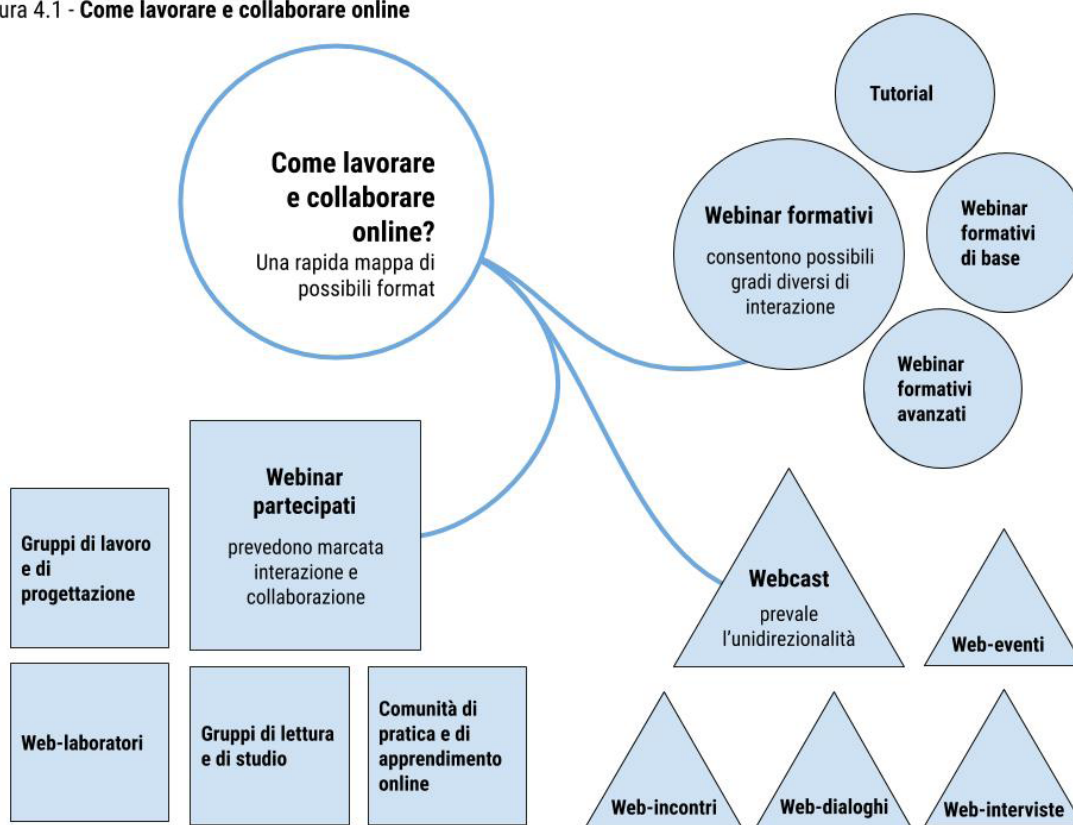 ura 4.1 - Come lavorare e collaborare online
Come lavorare
e collaborare
online?
Una rapida mappa di
possibili format
Tutorial
Webinar formativi
consentono possibili
gradi diversi di
interazione
Webinar
formativi
di base
Webinar
formativi
avanzati
Webinar
partecipati
prevedono marcata
interazione e
collaborazione
Gruppi di lavoro
e di
progettazione
Web-laboratori
Gruppi di lettura
e di studio
Comunità di
pratica e di
apprendimento
online
Webcast
prevale
l'unidirezionalità
Web-eventi
Web-incontri
Web-dialoghi
Web-interviste